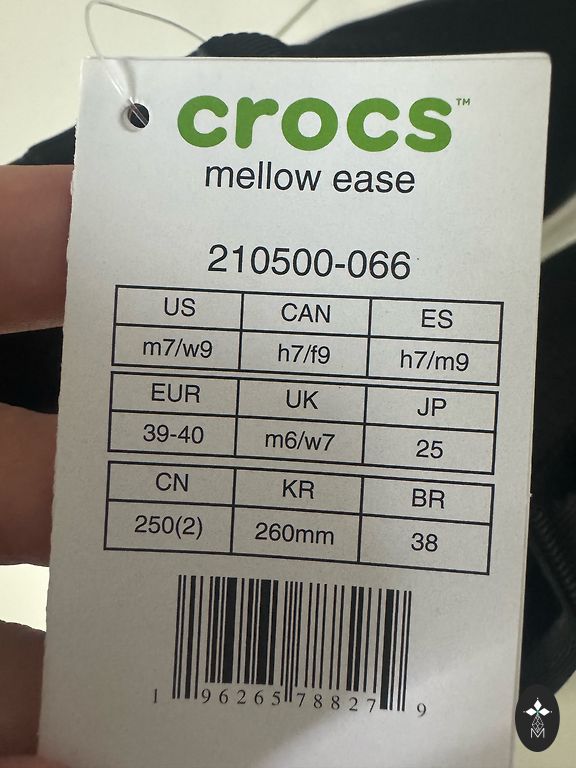 crocs™
mellow ease
210500-066
US CAN ES
m7/w9 h7/f9 h7/m9
EUR UK JP
39-40 m6/w7 25
CN KR BR
250(2) 260mm 38
1 96265 78827 9
M